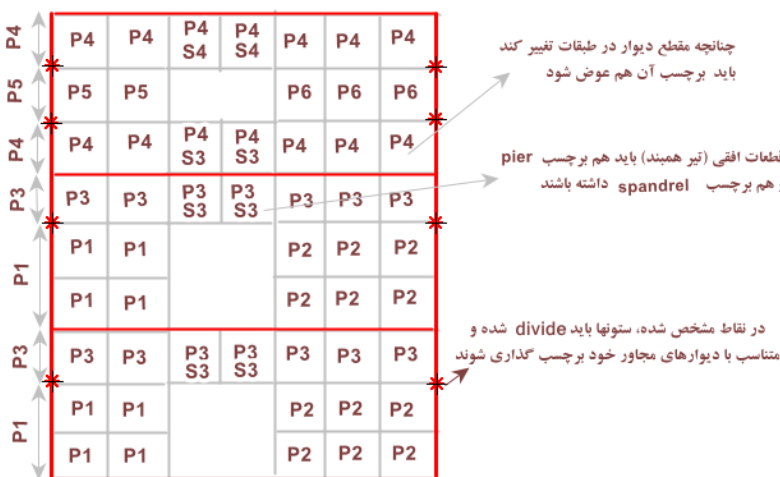 P4 P4 P4 P4 P4 P4 P4 P4
S4 S4
چنانچه مقطع دیوار در طبقات تغییر کند
باید برچسب آن هم عوض شود
P5 P5 P5 P6 P6 P6
P4 P4 P4 P4 P4 P4 P4 P4
S3 S3
قطعات افقی (تیر همبند) باید هم برچسب pier
و هم برچسب spandrel داشته باشند
P3 P3 P3 P3 P3 P3 P3 P3
S3 S3
P1 P1 P1 P2 P2 P2
P1 P1 P2 P2 P2
در نقاط مشخص شده، ستونها باید divide شده و
متناسب با دیوارهای مجاور خود برچسب گذاری شوند
P3 P3 P3 P3 P3 P3 P3 P3
S3 S3
P1 P1 P1 P2 P2 P2
P1 P1 P2 P2 P2